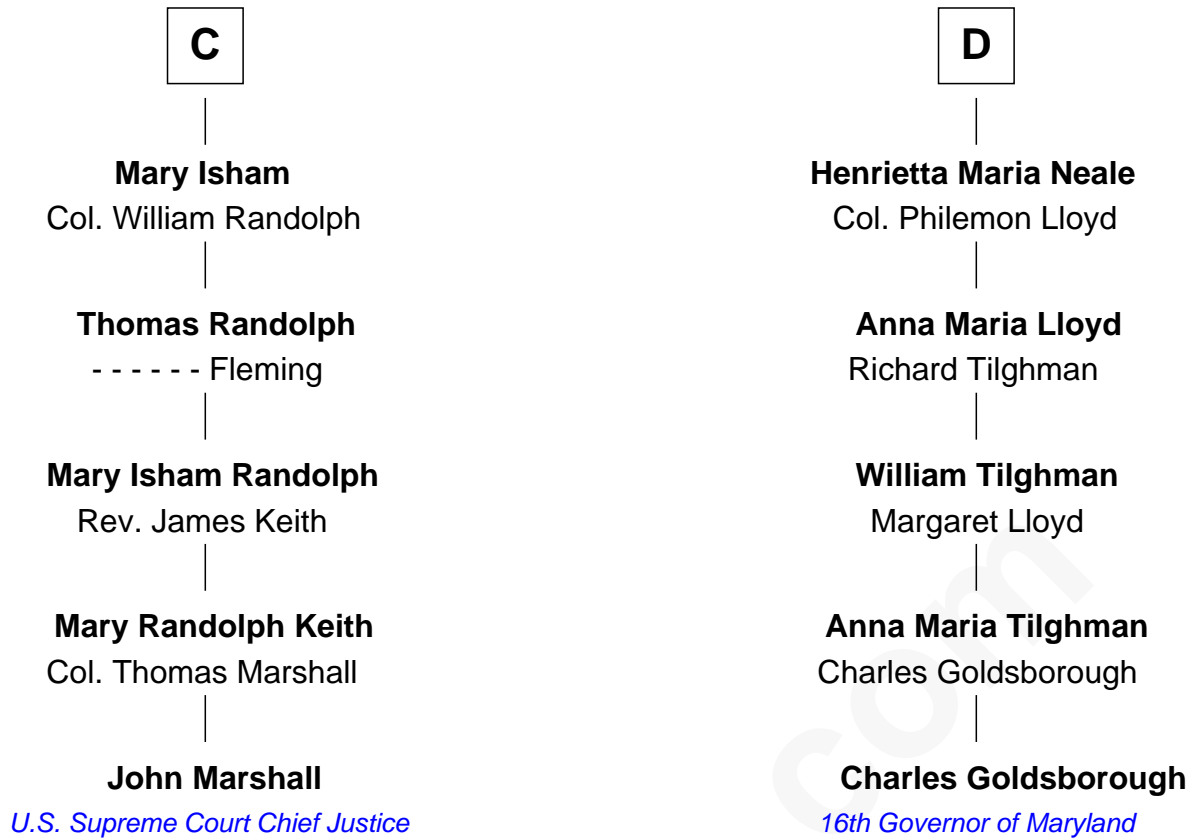 C
Mary Isham
Col. William Randolph
Thomas Randolph
- - - - - - Fleming
Mary Isham Randolph
Rev. James Keith
Mary Randolph Keith
Col. Thomas Marshall
John Marshall
U.S. Supreme Court Chief Justice
D
Henrietta Maria Neale
Col. Philemon Lloyd
Anna Maria Lloyd
Richard Tilghman
William Tilghman
Margaret Lloyd
Anna Maria Tilghman
Charles Goldsborough
Charles Goldsborough
16th Governor of Maryland
com